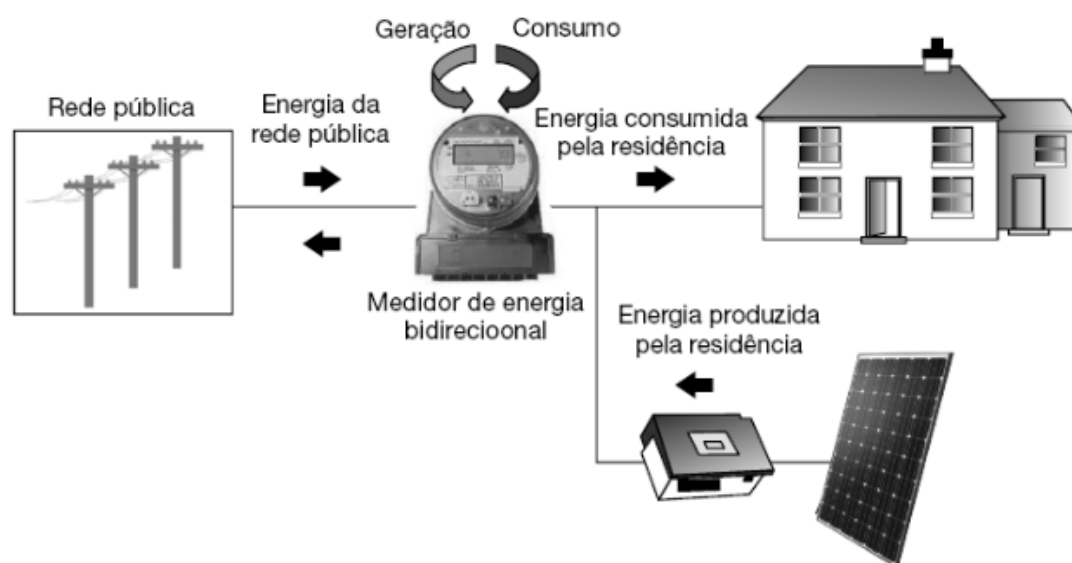 Geração
Consumo
Rede pública
Energia da
rede pública
Energia consumida
pela residência
Medidor de energia
bidirecioonal
Energia produzida
pela residência